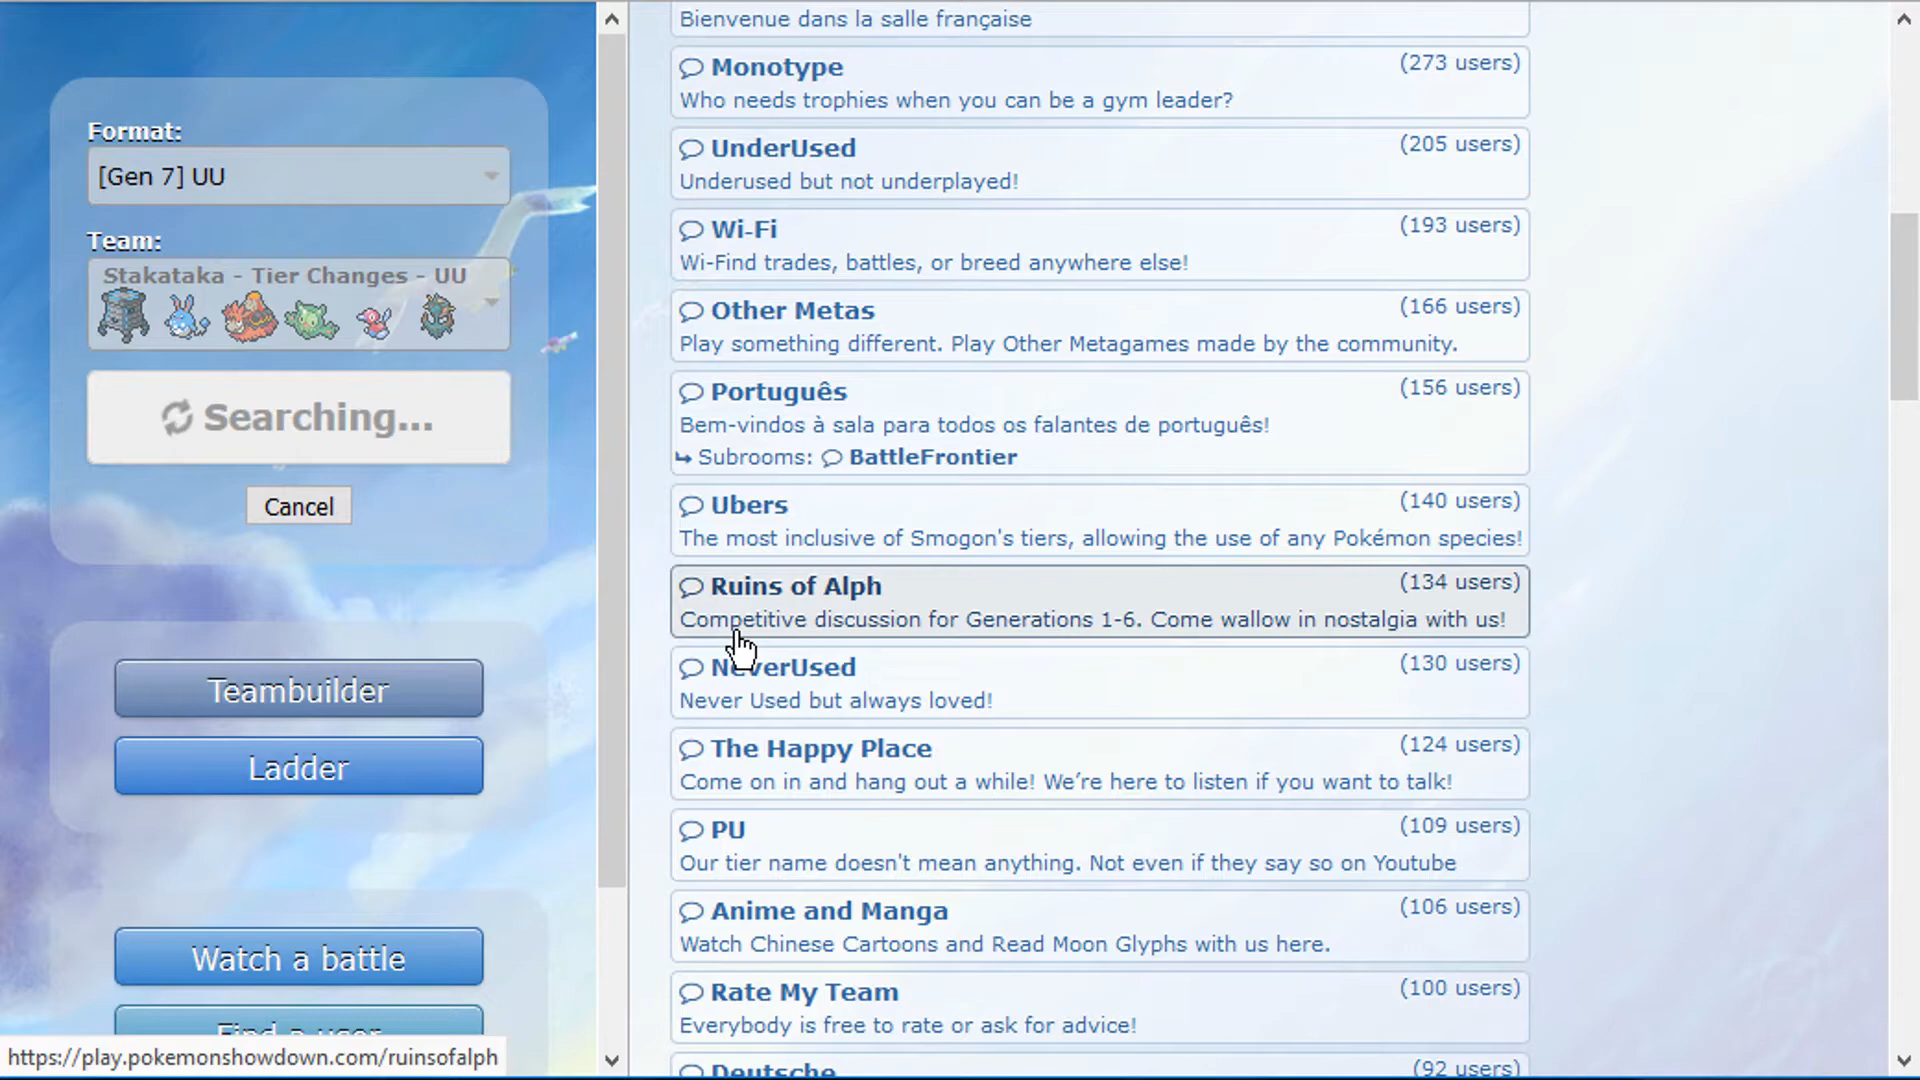 Format:
[Gen 7] UU
Team:
Stakataka - Tier Changes - UU
Searching...
Cancel
Teambuilder
Ladder
Watch a battle
Find a user
https://play.pokemonshowdown.com/ruinsofalph
Bienvenue dans la salle française
Monotype (273 users)
Who needs trophies when you can be a gym leader?
UnderUsed (205 users)
Underused but not underplayed!
Wi-Fi (193 users)
Wi-Find trades, battles, or breed anywhere else!
Other Metas (166 users)
Play something different. Play Other Metagames made by the community.
Português (156 users)
Bem-vindos à sala para todos os falantes de português!
Subrooms: BattleFrontier
Ubers (140 users)
The most inclusive of Smogon's tiers, allowing the use of any Pokémon species!
Ruins of Alph (134 users)
Competitive discussion for Generations 1-6. Come wallow in nostalgia with us!
NeverUsed (130 users)
Never Used but always loved!
The Happy Place (124 users)
Come on in and hang out a while! We’re here to listen if you want to talk!
PU (109 users)
Our tier name doesn't mean anything. Not even if they say so on Youtube
Anime and Manga (106 users)
Watch Chinese Cartoons and Read Moon Glyphs with us here.
Rate My Team (100 users)
Everybody is free to rate or ask for advice!
Deutsche (92 users)